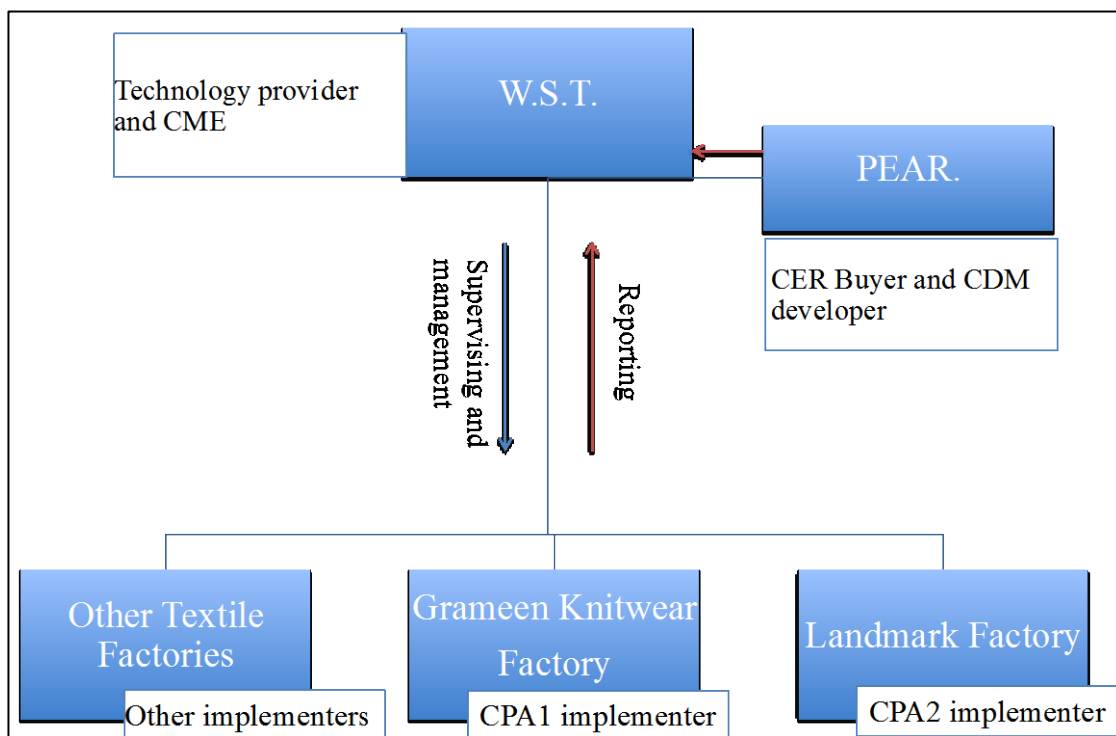 Technology provider
and CME
W.S.T.
PEAR.
CER Buyer and CDM
developer
Supervising and
management
Reporting
Other Textile
Factories
Other implementers
Grameen Knitwear
Factory
CPA1 implementer
Landmark Factory
CPA2 implementer